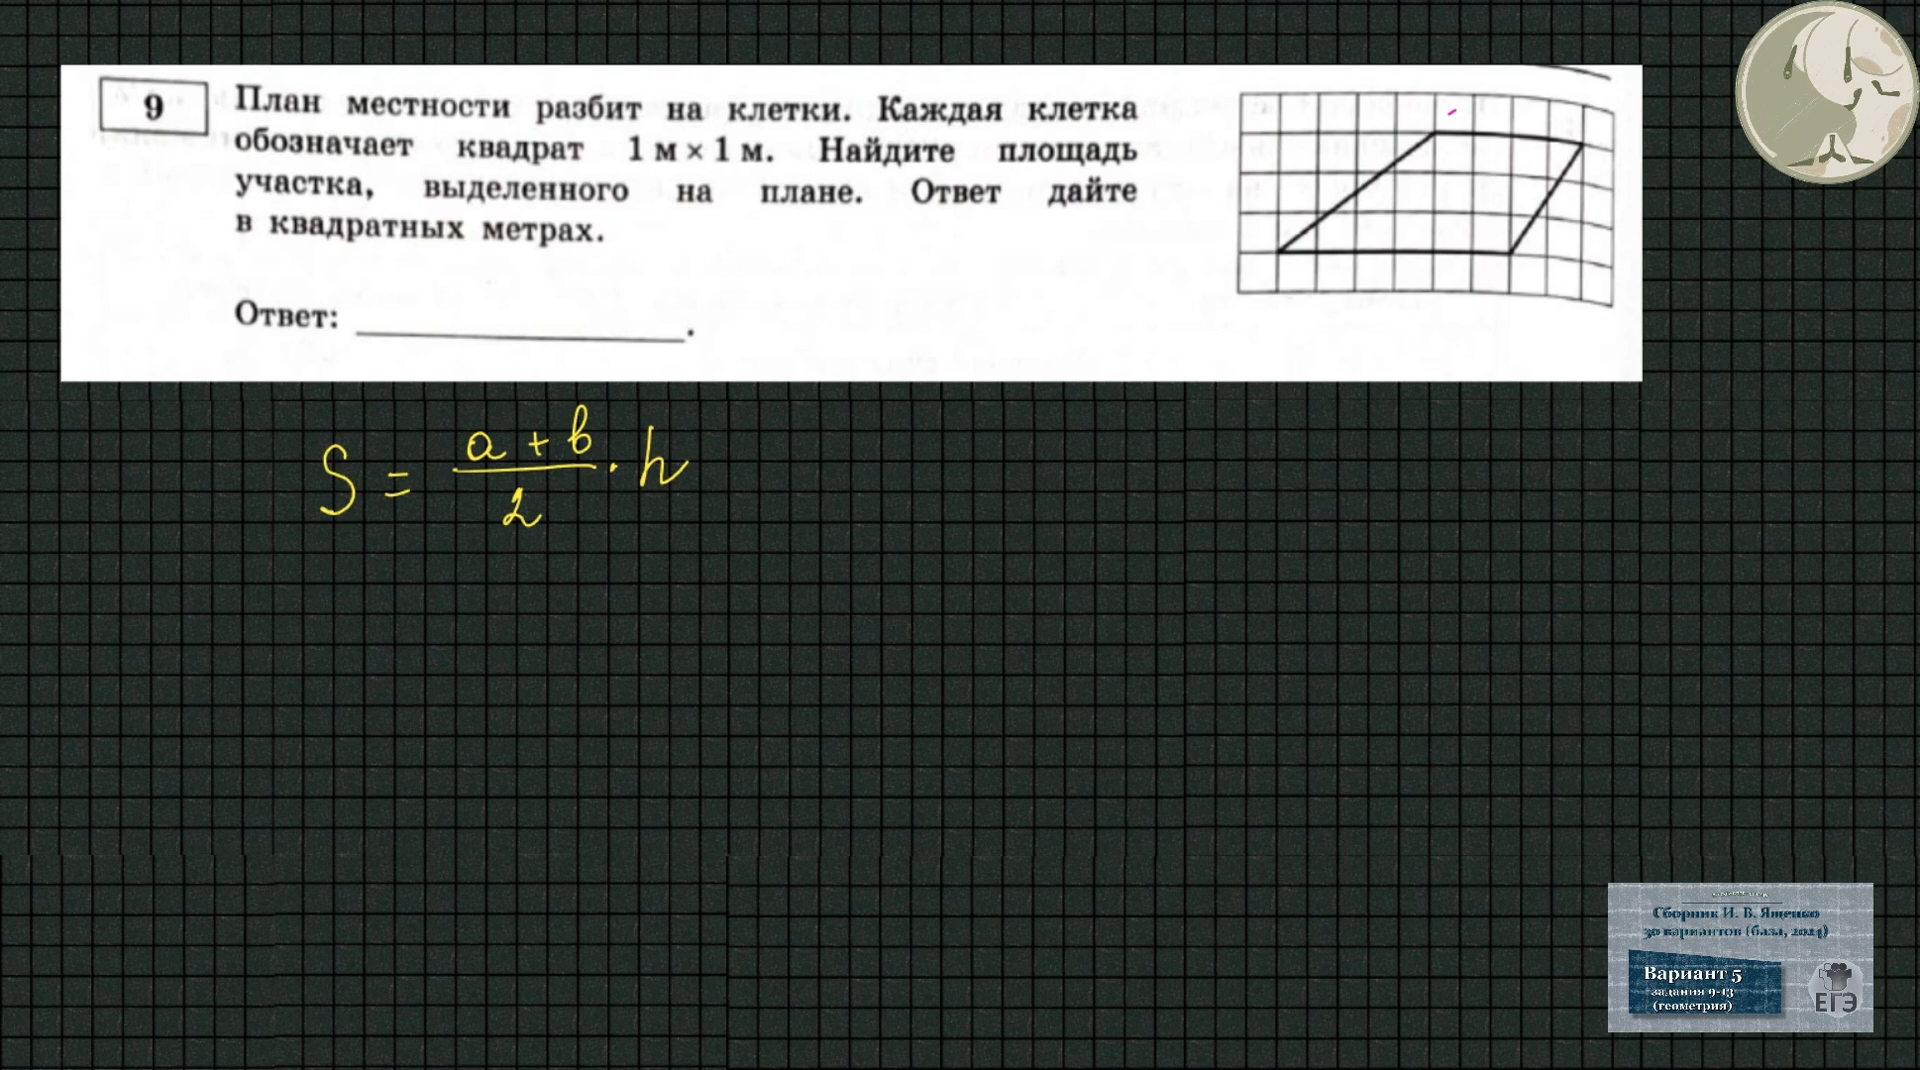 9
План местности разбит на клетки. Каждая клетка
обозначает квадрат 1 м × 1 м. Найдите площадь
участка, выделенного на плане. Ответ дайте
в квадратных метрах.
Ответ: ______________.
S = a + b / 2 · h
Сборник И. В. Ященко
30 вариантов (база, 2024)
Вариант 5
задания 9-13
(геометрия)
ЕГЭ